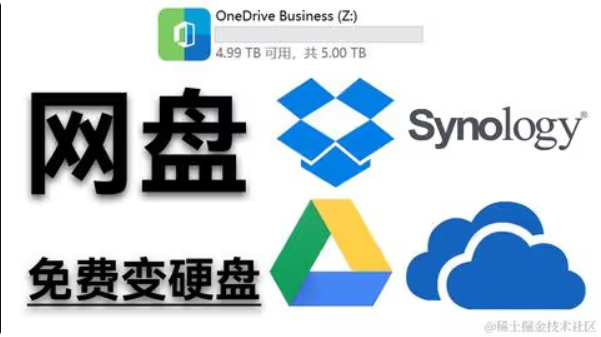 OneDrive Business (Z:)
4.99 TB 可用，共 5.00 TB
网盘
Synology®
免费变硬盘
@稀土掘金技术社区